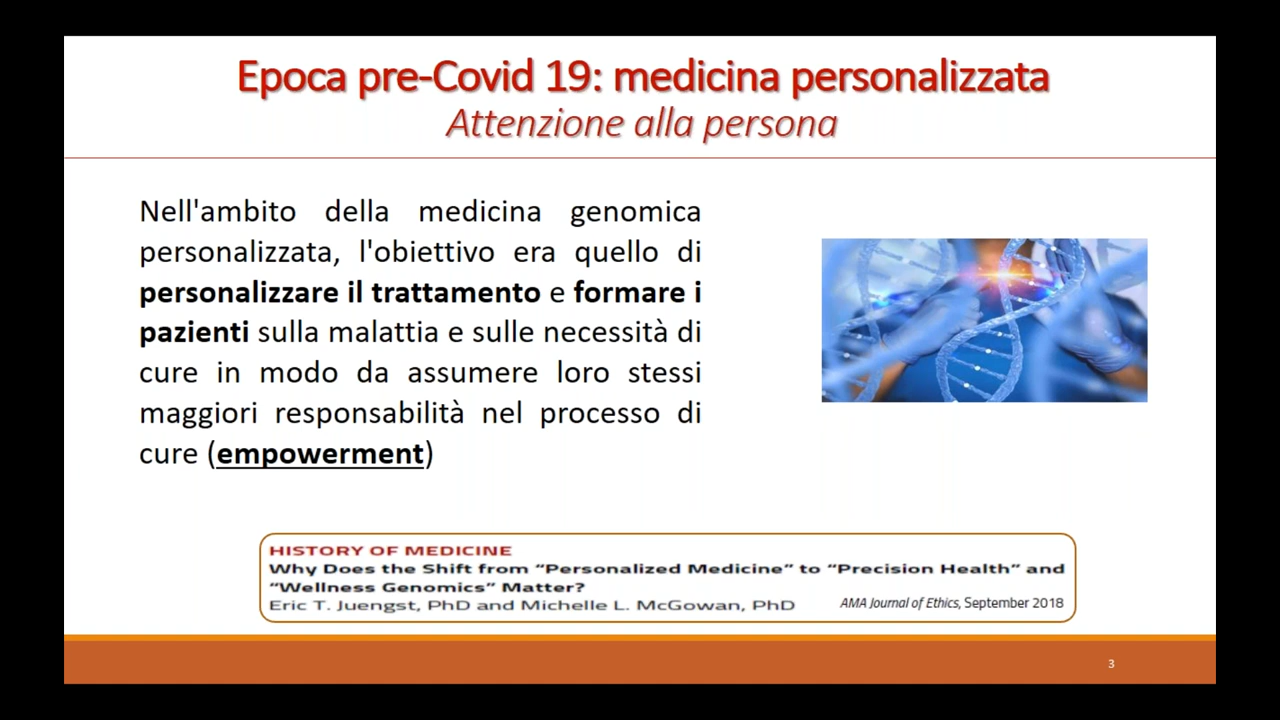 Epoca pre-Covid 19: medicina personalizzata
Attenzione alla persona
Nell'ambito della medicina genomica
personalizzata, l'obiettivo era quello di
personalizzare il trattamento e formare i
pazienti sulla malattia e sulle necessità di
cure in modo da assumere loro stessi
maggiori responsabilità nel processo di
cure (empowerment)
HISTORY OF MEDICINE
Why Does the Shift from “Personalized Medicine” to “Precision Health” and
“Wellness Genomics” Matter?
Eric T. Juengst, PhD and Michelle L. McGowan, PhD
AMA Journal of Ethics, September 2018
3